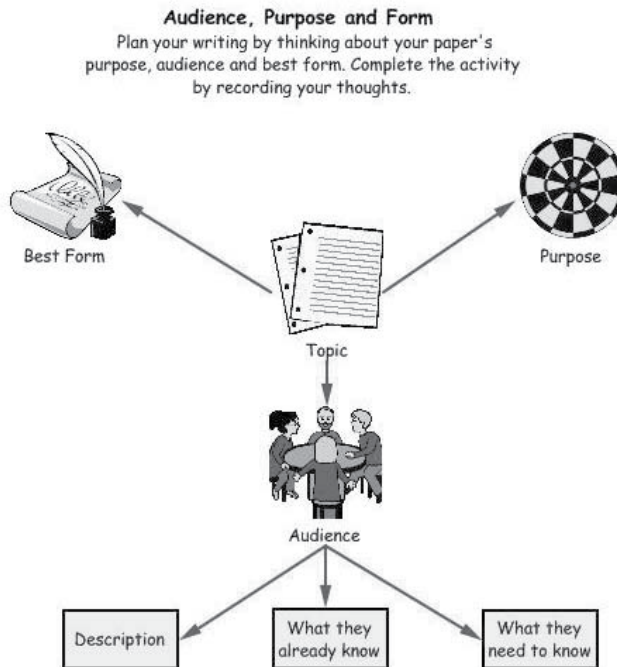 Audience, Purpose and Form
Plan your writing by thinking about your paper's
purpose, audience and best form. Complete the activity
by recording your thoughts.
Best Form
Purpose
Topic
Audience
Description
What they
already know
What they
need to know